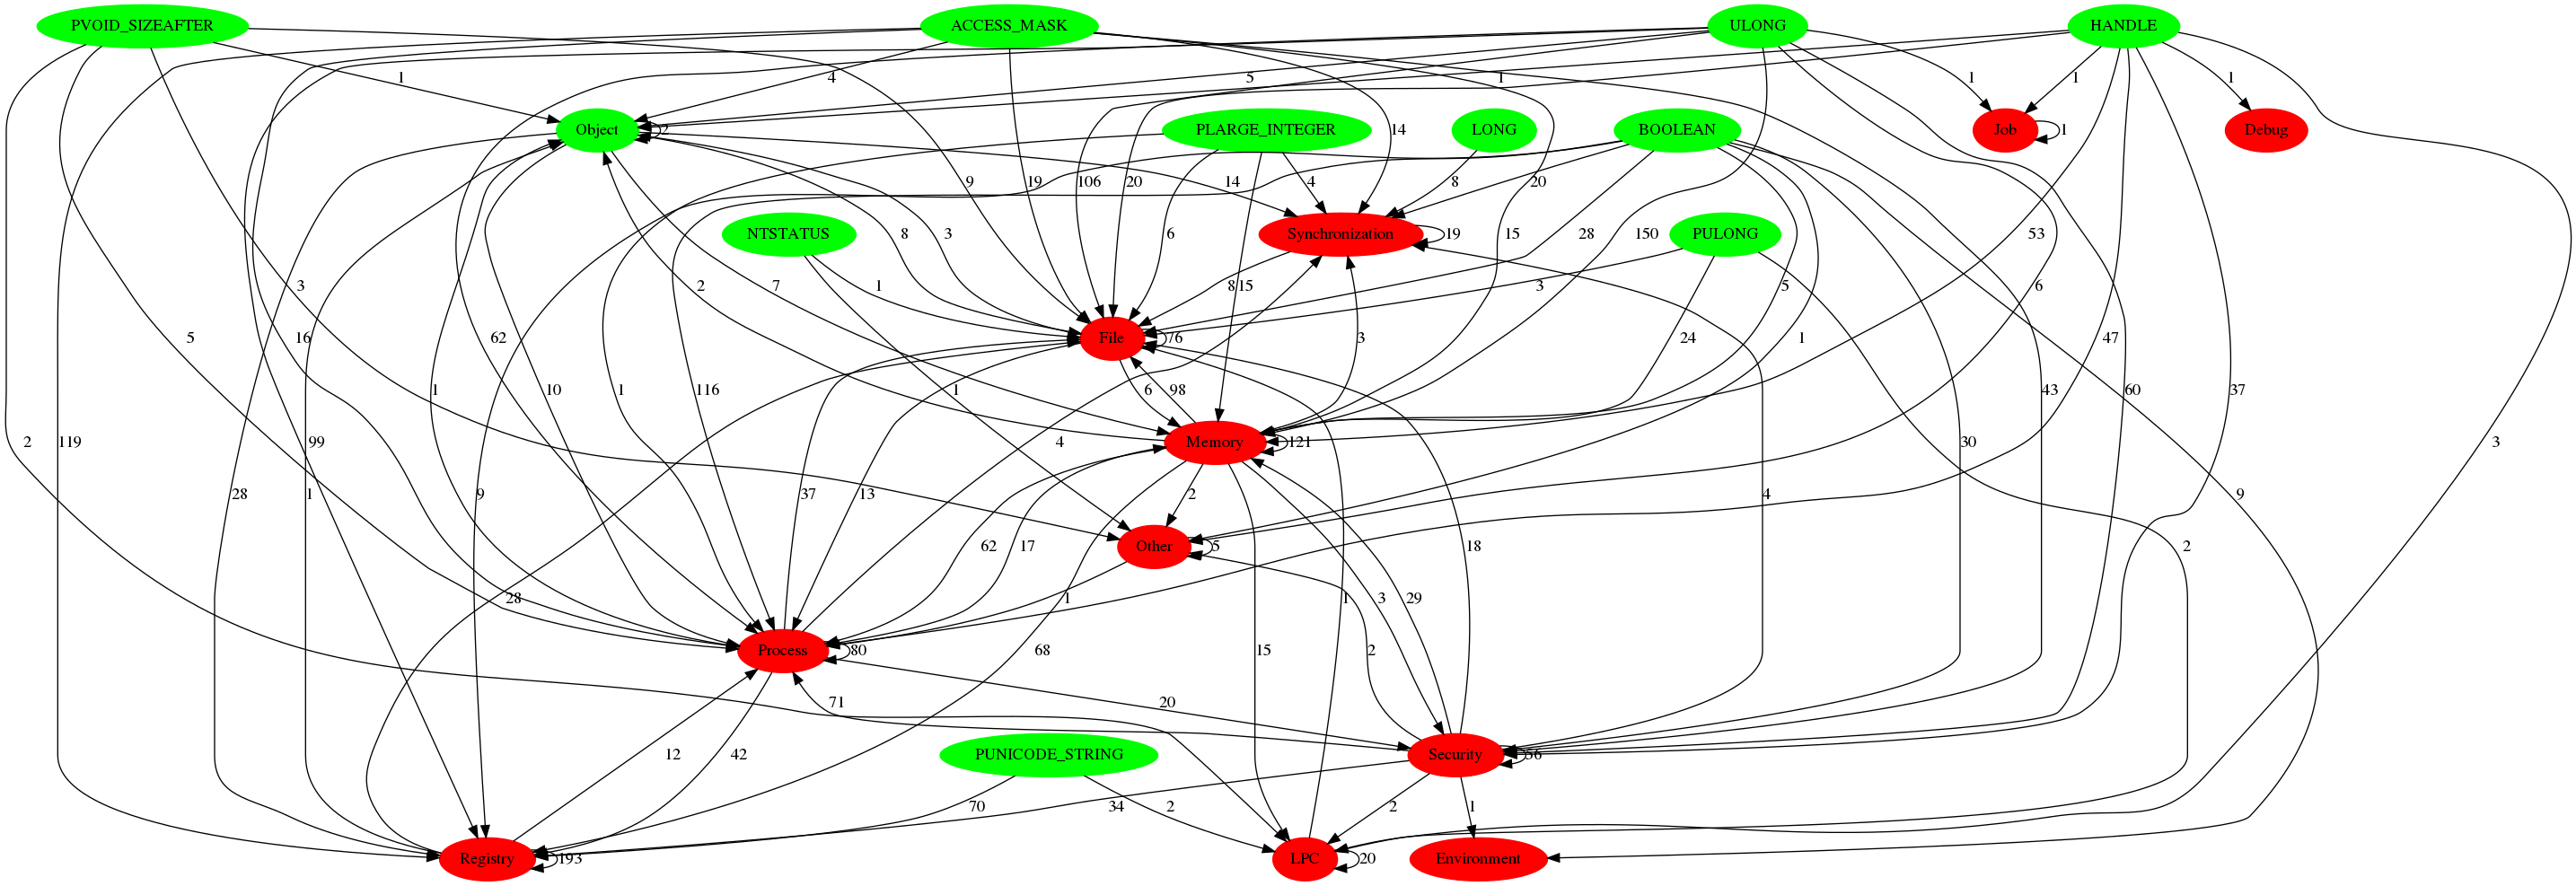 PVOID_SIZEAFTER ACCESS_MASK ULONG HANDLE
1 4 5 1 1 1 1
Object 2 PLARGE_INTEGER LONG BOOLEAN Job 1 Debug
9 19 106 20 14
8 3 6 14 4 8 20
NTSTATUS Synchronization 19 PULONG
3 1 2 7 8 15 15 28 150 5 53 6
5 16 62 File 76 3 3 24 1 47
1 10 1 116 1 6 98 60 43 37
2 119 99 Memory 121 4 30 9 3
28 1 9 37 13 4 2 4
62 17 Other 5 18 2
28 1 3 29
68 15 1 2
Process 80
71 20
12 42 PUNICODE_STRING Security 56
70 2 34 2 1
Registry 193 LPC 20 Environment